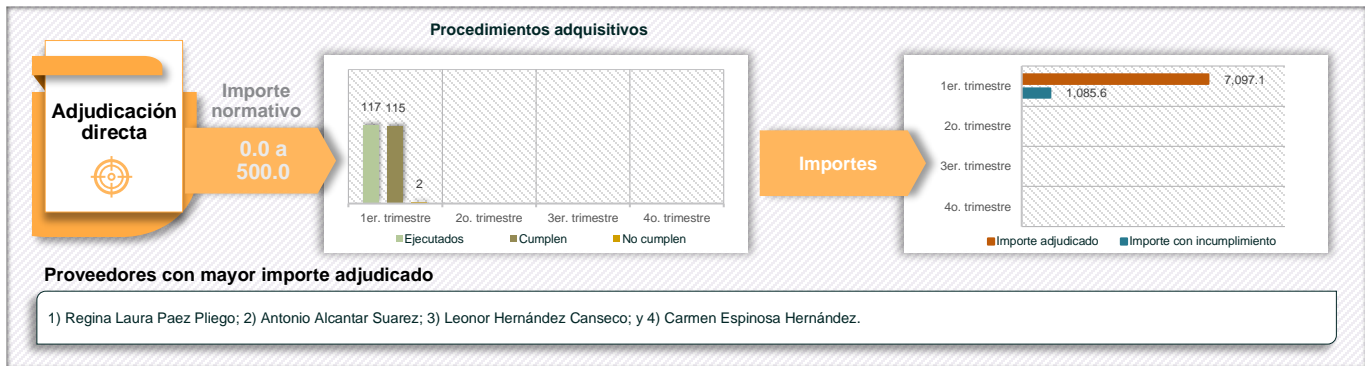 Procedimientos adquisitivos
Adjudicación
directa
Importe
normativo
0.0 a
500.0
117
115
2
1er. trimestre
2o. trimestre
3er. trimestre
4o. trimestre
Ejecutados
Cumplen
No cumplen
Importes
1er. trimestre
2o. trimestre
3er. trimestre
4o. trimestre
7,097.1
1,085.6
Importe adjudicado
Importe con incumplimiento
Proveedores con mayor importe adjudicado
1) Regina Laura Paez Pliego; 2) Antonio Alcantar Suarez; 3) Leonor Hernández Canseco; y 4) Carmen Espinosa Hernández.